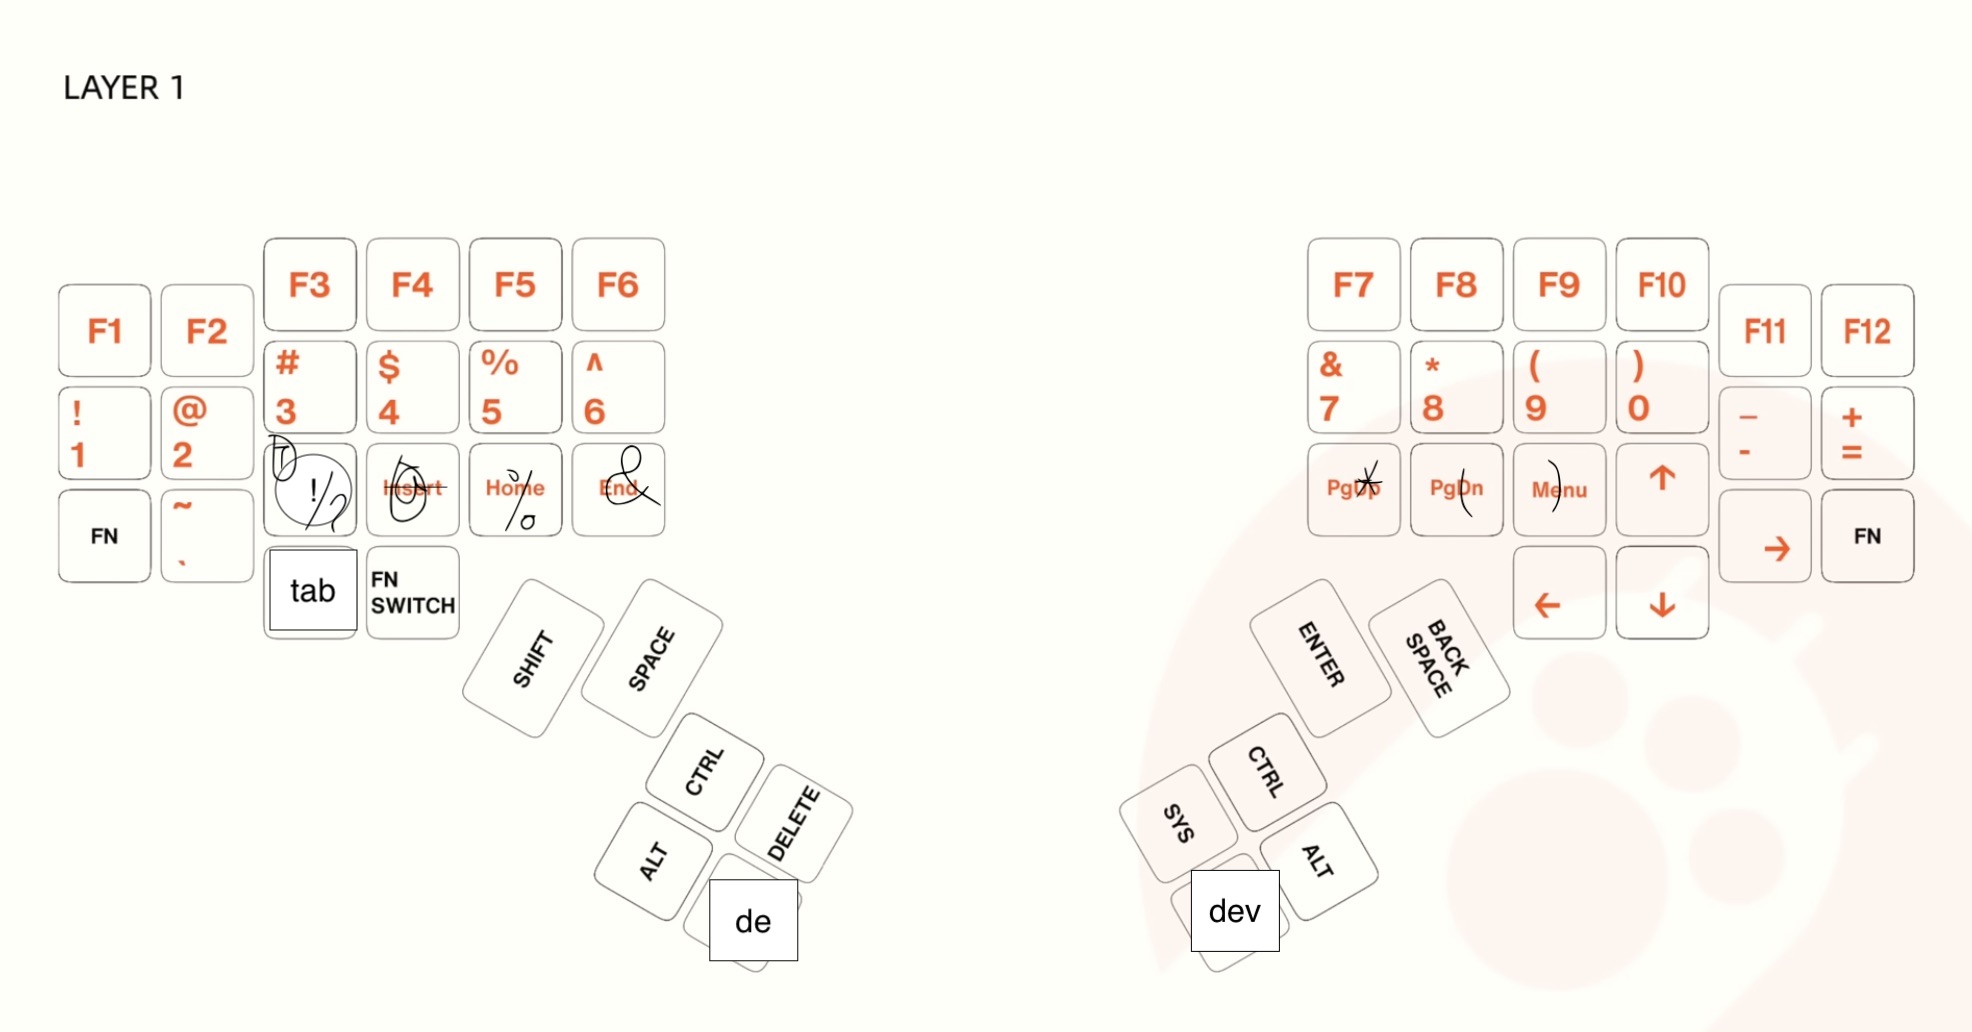 LAYER 1
F3 F4 F5 F6
F7 F8 F9 F10
F1 F2
F11 F12
# $ % ^
3 4 5 6
& * ( )
7 8 9 0
! @
1 2
_ +
- =
!/?
Insert Home End
% &
PgUp PgDn Menu ↑
* ( )
FN ~
`
→ FN
tab FN
SWITCH
← ↓
SHIFT SPACE
ENTER BACK
SPACE
CTRL DELETE
SYS CTRL
ALT
ALT
de
dev